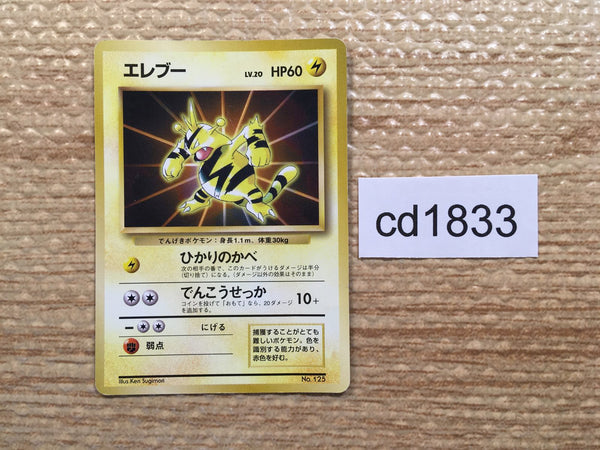 エレブー LV.20 HP60
でんげきポケモン：身長1.1m、体重30kg
ひかりのかべ
次の相手の番で、このカードがうけるダメージは半分
(切り捨て)になる。(ダメージ以外の効果はそのまま)
でんこうせっか 10+
コインを投げて「おもて」なら、20ダメージ
を追加する。
にげる
弱点
捕獲することがとても
難しいポケモン。色を
識別する能力があり、
赤色を好む。
Illus.Ken Sugimori No. 125
cd1833